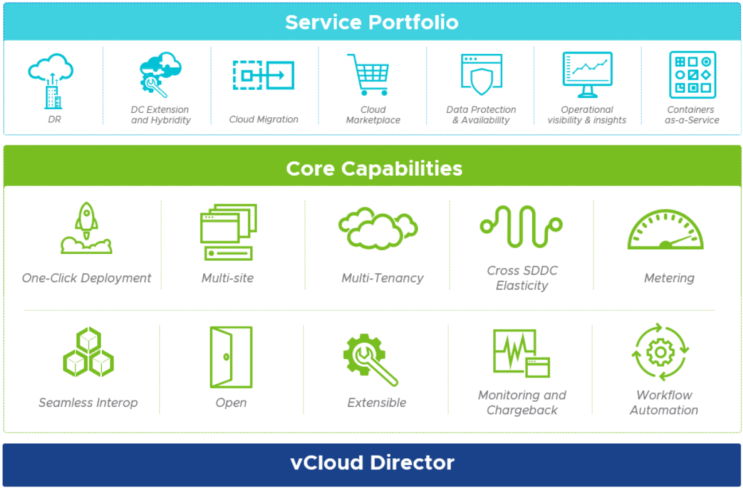 Service Portfolio
DR
DC Extension
and Hybridity
Cloud Migration
Cloud
Marketplace
Data Protection
& Availability
Operational
visibility & insights
Containers
as-a-Service
Core Capabilities
One-Click Deployment
Multi-site
Multi-Tenancy
Cross SDDC
Elasticity
Metering
Seamless Interop
Open
Extensible
Monitoring and
Chargeback
Workflow
Automation
vCloud Director